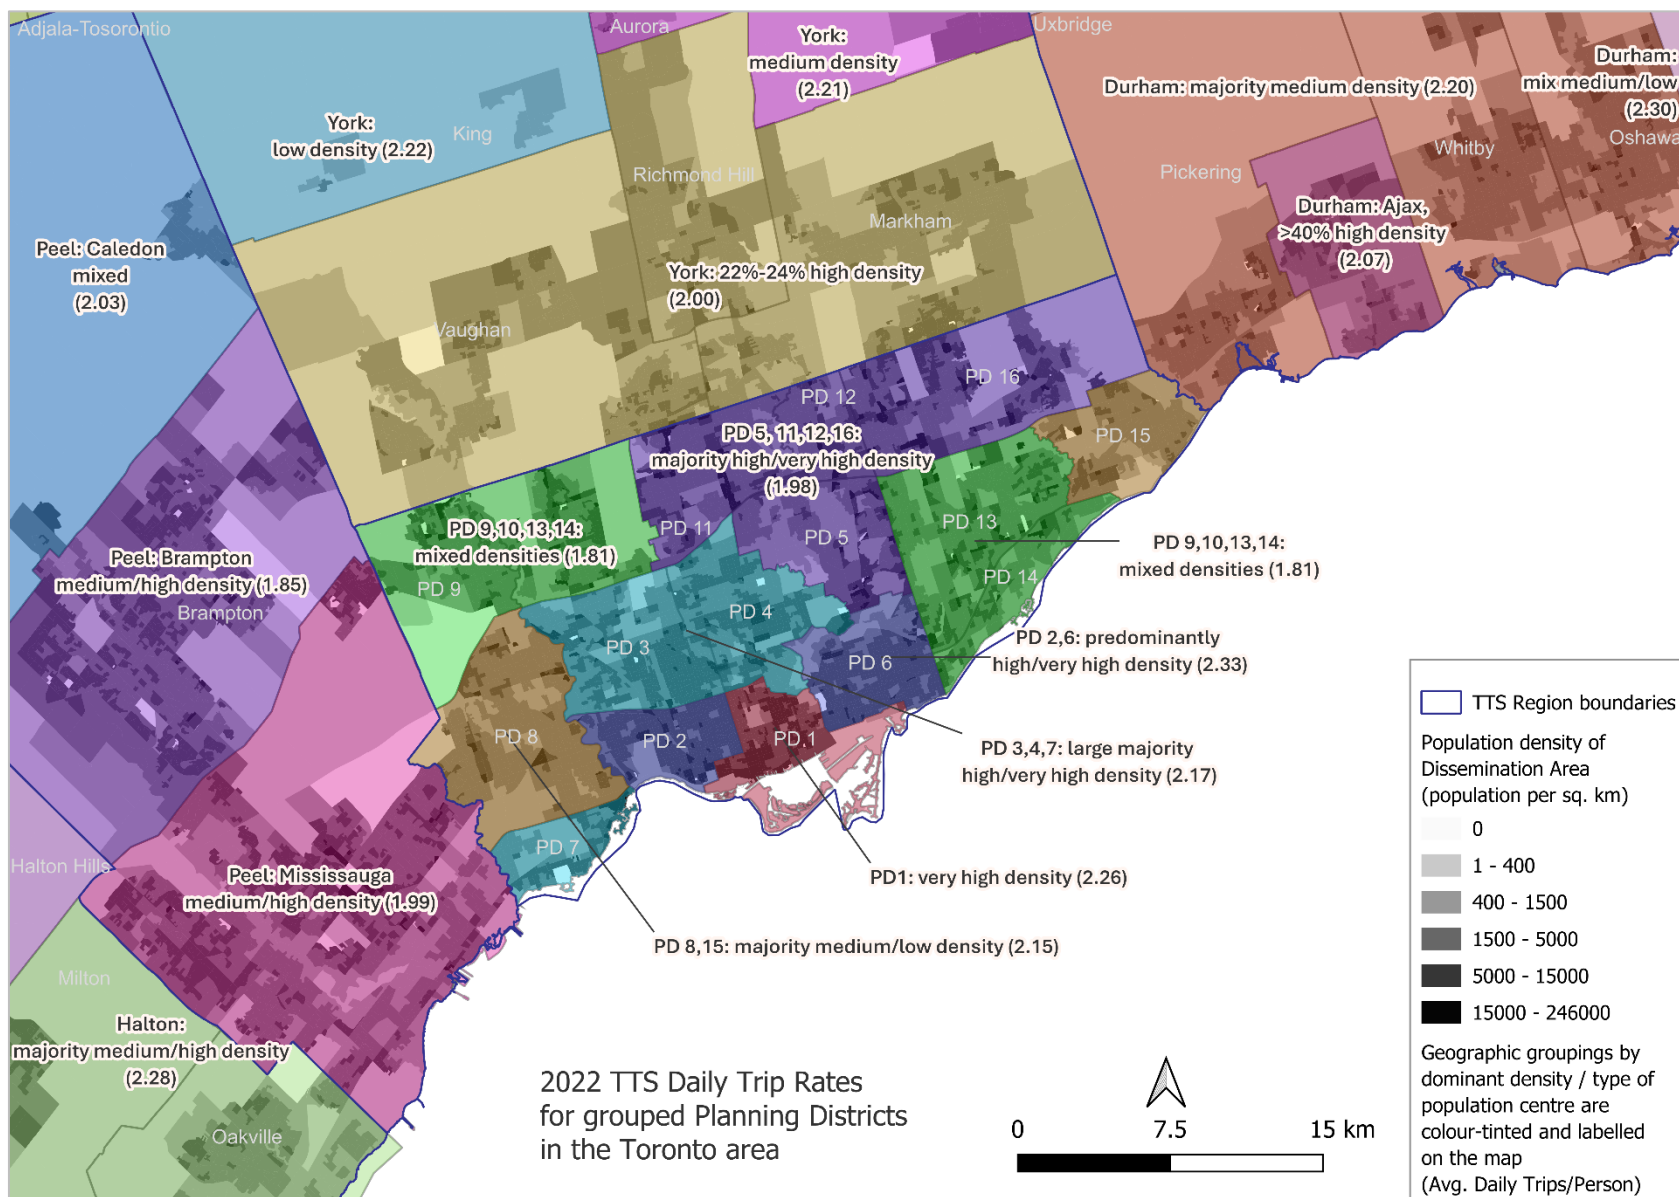 Adjala-Tosorontio
Aurora
Uxbridge
York:
medium density
(2.21)
Durham:
mix medium/low
(2.30)
Oshawa
Durham: majority medium density (2.20)
York:
low density (2.22)
King
Richmond Hill
Whitby
Pickering
Markham
Durham: Ajax,
>40% high density
(2.07)
Peel: Caledon
mixed
(2.03)
York: 22%-24% high density
(2.00)
Vaughan
PD 16
PD 12
PD 15
PD 5, 11,12,16:
majority high/very high density
(1.98)
PD 11
PD 5
PD 13
PD 14
PD 9,10,13,14:
mixed densities (1.81)
PD 9
PD 9,10,13,14:
mixed densities (1.81)
Peel: Brampton
medium/high density (1.85)
Brampton
PD 4
PD 3
PD 6
PD 2,6: predominantly
high/very high density (2.33)
PD 8
PD 2
PD 1
PD 3,4,7: large majority
high/very high density (2.17)
PD 7
Halton Hills
Peel: Mississauga
medium/high density (1.99)
PD1: very high density (2.26)
PD 8,15: majority medium/low density (2.15)
Milton
Halton:
majority medium/high density
(2.28)
Oakville
2022 TTS Daily Trip Rates
for grouped Planning Districts
in the Toronto area
0 7.5 15 km
TTS Region boundaries
Population density of
Dissemination Area
(population per sq. km)
0
1 - 400
400 - 1500
1500 - 5000
5000 - 15000
15000 - 246000
Geographic groupings by
dominant density / type of
population centre are
colour-tinted and labelled
on the map
(Avg. Daily Trips/Person)